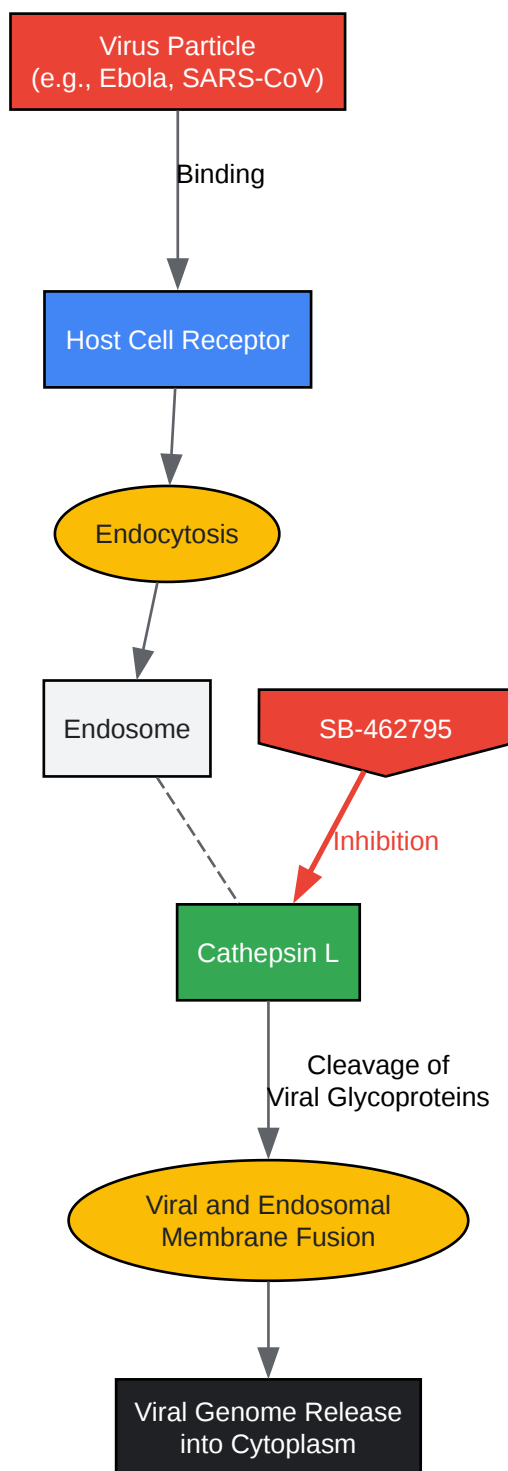 Virus Particle
(e.g., Ebola, SARS-CoV)
Binding
Host Cell Receptor
Endocytosis
Endosome
SB-462795
Inhibition
Cathepsin L
Cleavage of
Viral Glycoproteins
Viral and Endosomal
Membrane Fusion
Viral Genome Release
into Cytoplasm